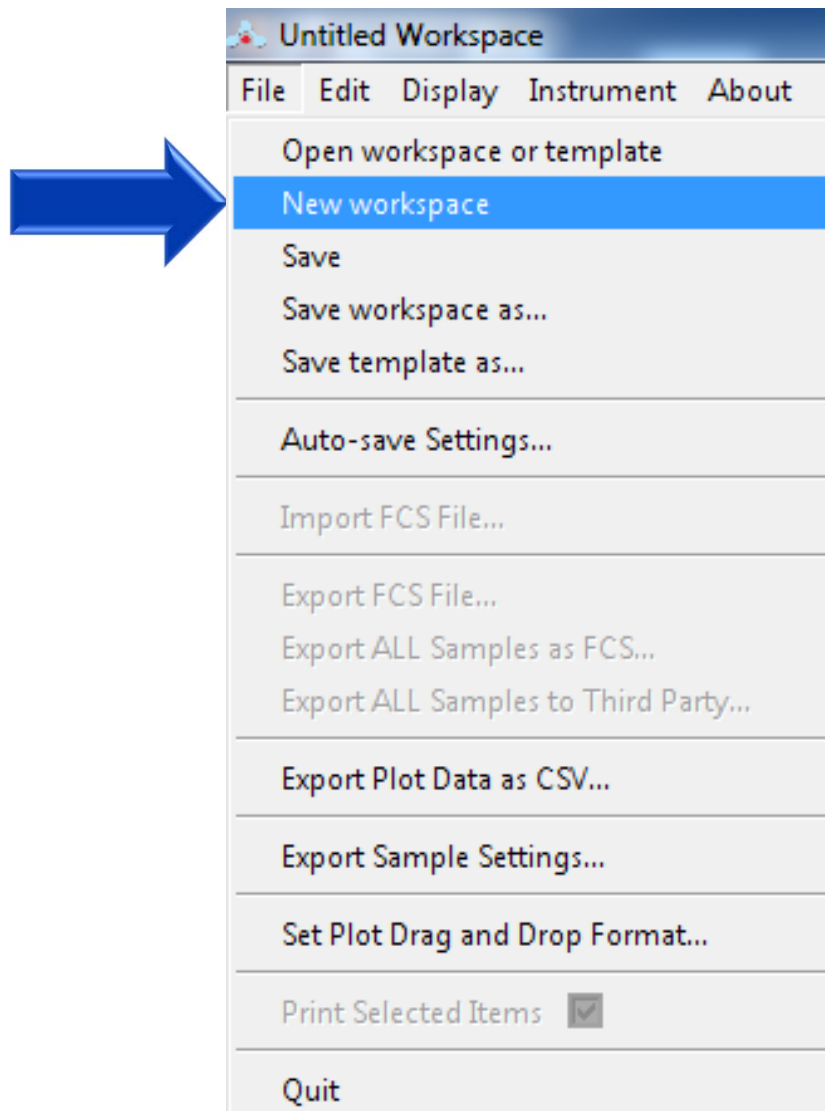 Untitled Workspace
File Edit Display Instrument About
Open workspace or template
New workspace
Save
Save workspace as...
Save template as...
Auto-save Settings...
Import FCS File...
Export FCS File...
Export ALL Samples as FCS...
Export ALL Samples to Third Party...
Export Plot Data as CSV...
Export Sample Settings...
Set Plot Drag and Drop Format...
Print Selected Items
Quit